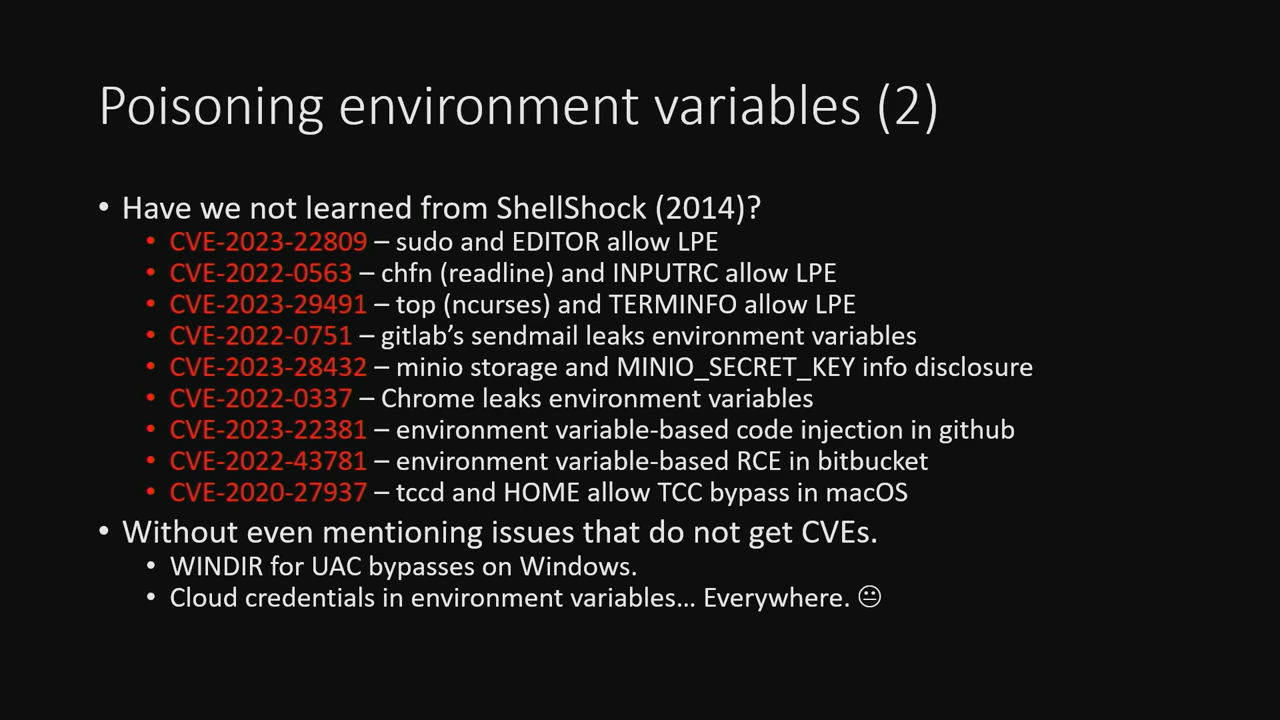 Poisoning environment variables (2)
• Have we not learned from ShellShock (2014)?
• CVE-2023-22809 – sudo and EDITOR allow LPE
• CVE-2022-0563 – chfn (readline) and INPUTRC allow LPE
• CVE-2023-29491 – top (ncurses) and TERMINFO allow LPE
• CVE-2022-0751 – gitlab’s sendmail leaks environment variables
• CVE-2023-28432 – minio storage and MINIO_SECRET_KEY info disclosure
• CVE-2022-0337 – Chrome leaks environment variables
• CVE-2023-22381 – environment variable-based code injection in github
• CVE-2022-43781 – environment variable-based RCE in bitbucket
• CVE-2020-27937 – tccd and HOME allow TCC bypass in macOS
• Without even mentioning issues that do not get CVEs.
• WINDIR for UAC bypasses on Windows.
• Cloud credentials in environment variables… Everywhere. 😐